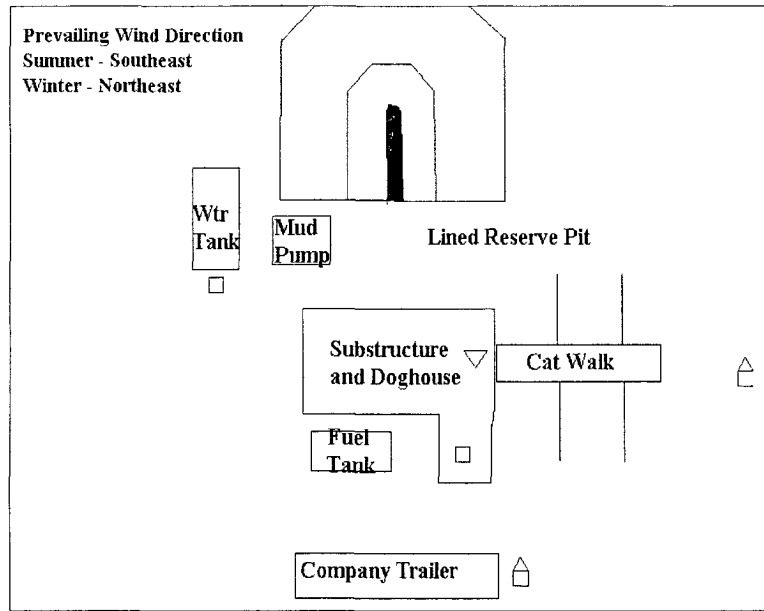 Prevailing Wind Direction
Summer - Southeast
Winter - Northeast
Wtr
Tank
Mud
Pump
Lined Reserve Pit
Substructure
and Doghouse
Cat Walk
Fuel
Tank
Company Trailer